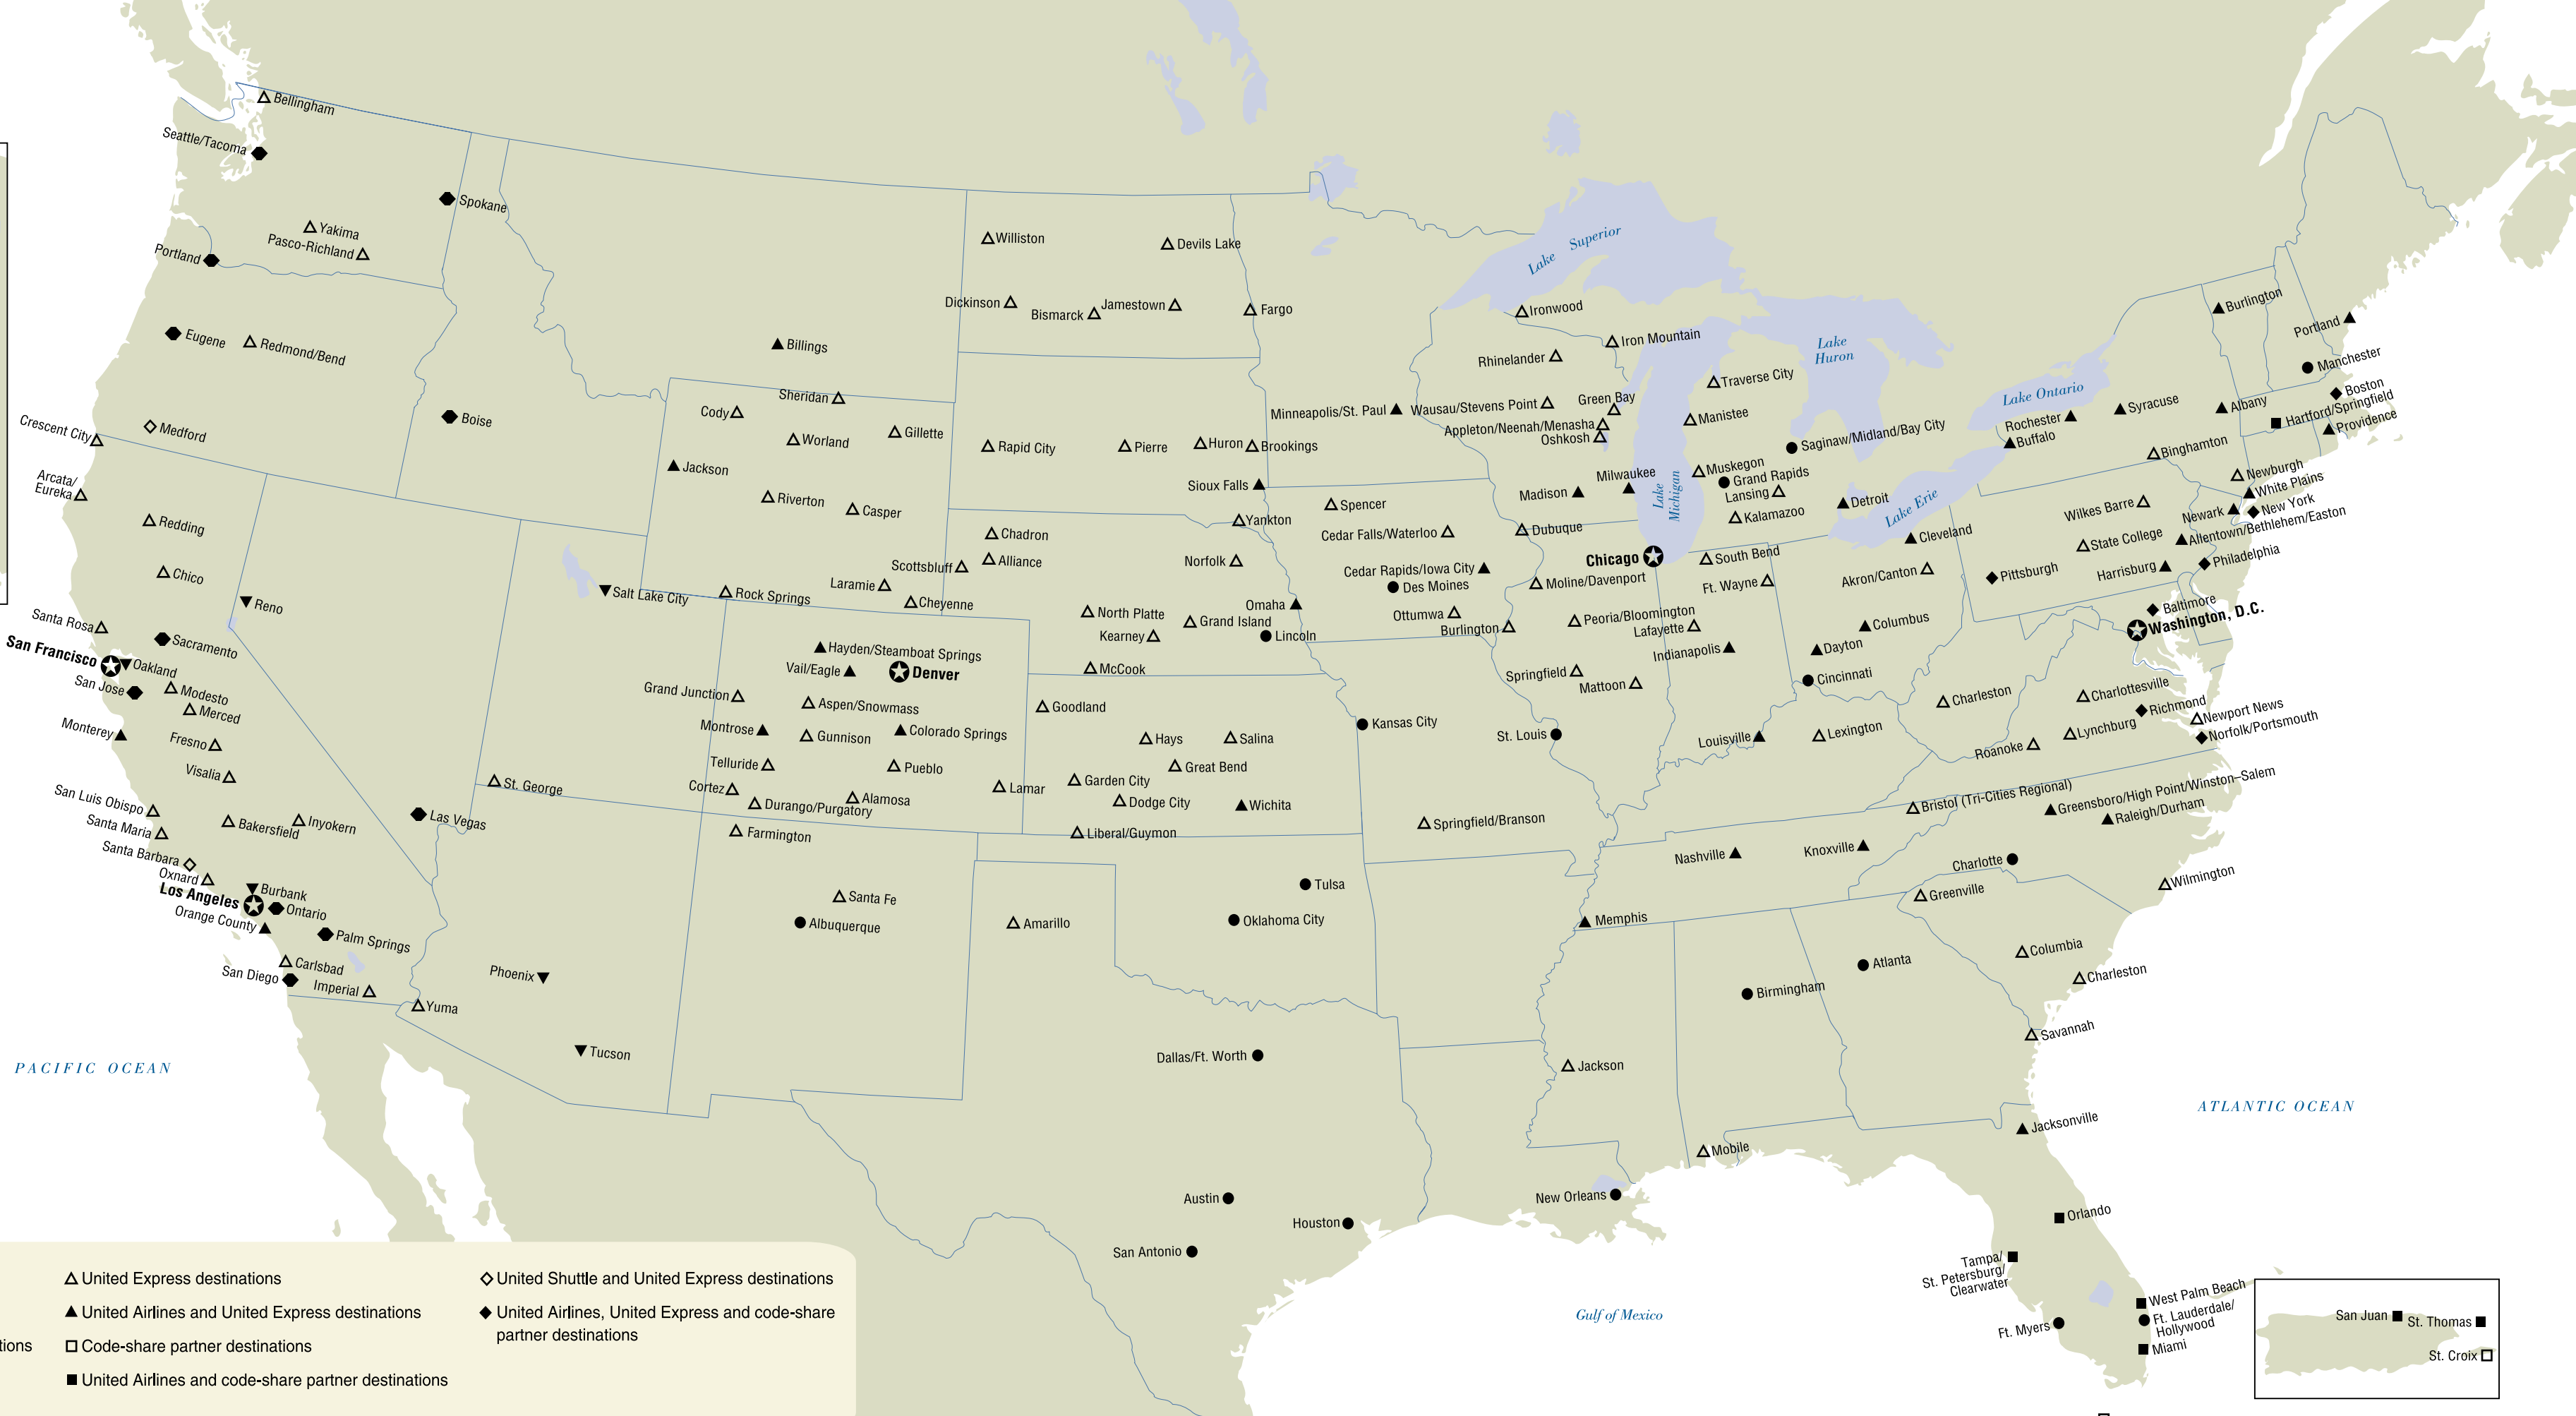 Bellingham
Seattle/Tacoma
Spokane
Yakima
Pasco-Richland
Portland
Eugene
Redmond/Bend
Medford
Boise
Crescent City
Arcata/
Eureka
Redding
Chico
Reno
Santa Rosa
Sacramento
San Francisco
Oakland
San Jose
Modesto
Merced
Monterey
Fresno
Visalia
San Luis Obispo
Santa Maria
Bakersfield
Inyokern
Santa Barbara
Oxnard
Los Angeles
Burbank
Ontario
Orange County
Palm Springs
Carlsbad
San Diego
Imperial
Yuma
Las Vegas
St. George
Phoenix
Tucson
Salt Lake City
PACIFIC OCEAN
Billings
Sheridan
Cody
Worland
Gillette
Jackson
Riverton
Casper
Rock Springs
Laramie
Cheyenne
Hayden/Steamboat Springs
Vail/Eagle
Denver
Grand Junction
Aspen/Snowmass
Montrose
Gunnison
Colorado Springs
Telluride
Pueblo
Cortez
Durango/Purgatory
Alamosa
Lamar
Farmington
Santa Fe
Albuquerque
Williston
Devils Lake
Dickinson
Bismarck
Jamestown
Fargo
Rapid City
Pierre
Huron
Brookings
Sioux Falls
Yankton
Chadron
Alliance
Scottsbluff
Norfolk
North Platte
Grand Island
Kearney
Omaha
Lincoln
McCook
Goodland
Hays
Salina
Great Bend
Garden City
Dodge City
Wichita
Liberal/Guymon
Amarillo
Tulsa
Oklahoma City
Dallas/Ft. Worth
Austin
Houston
San Antonio
Minneapolis/St. Paul
Spencer
Cedar Falls/Waterloo
Dubuque
Cedar Rapids/Iowa City
Des Moines
Ottumwa
Burlington
Moline/Davenport
Kansas City
St. Louis
Springfield/Branson
Lake Superior
Ironwood
Iron Mountain
Rhinelander
Wausau/Stevens Point
Green Bay
Appleton/Neenah/Menasha
Oshkosh
Milwaukee
Madison
Lake
Michigan
Chicago
Peoria/Bloomington
Springfield
Mattoon
Lake
Huron
Traverse City
Manistee
Saginaw/Midland/Bay City
Muskegon
Grand Rapids
Lansing
Kalamazoo
Detroit
South Bend
Ft. Wayne
Lafayette
Indianapolis
Lake Erie
Cleveland
Akron/Canton
Columbus
Dayton
Cincinnati
Louisville
Lexington
Charleston
Nashville
Knoxville
Memphis
Bristol (Tri-Cities Regional)
Jackson
Birmingham
Atlanta
Mobile
New Orleans
Gulf of Mexico
Lake Ontario
Rochester
Buffalo
Syracuse
Albany
Burlington
Portland
Manchester
Boston
Hartford/Springfield
Providence
Binghamton
Newburgh
White Plains
New York
Newark
Wilkes Barre
State College
Allentown/Bethlehem/Easton
Philadelphia
Harrisburg
Pittsburgh
Baltimore
Washington, D.C.
Charlottesville
Richmond
Newport News
Norfolk/Portsmouth
Lynchburg
Roanoke
Greensboro/High Point/Winston–Salem
Raleigh/Durham
Charlotte
Wilmington
Greenville
Columbia
Charleston
Savannah
Jacksonville
ATLANTIC OCEAN
Orlando
Tampa/
St. Petersburg/
Clearwater
West Palm Beach
Ft. Lauderdale/
Hollywood
Ft. Myers
Miami
San Juan
St. Thomas
St. Croix
United Express destinations
United Airlines and United Express destinations
Code-share partner destinations
United Airlines and code-share partner destinations
United Shuttle and United Express destinations
United Airlines, United Express and code-share
partner destinations